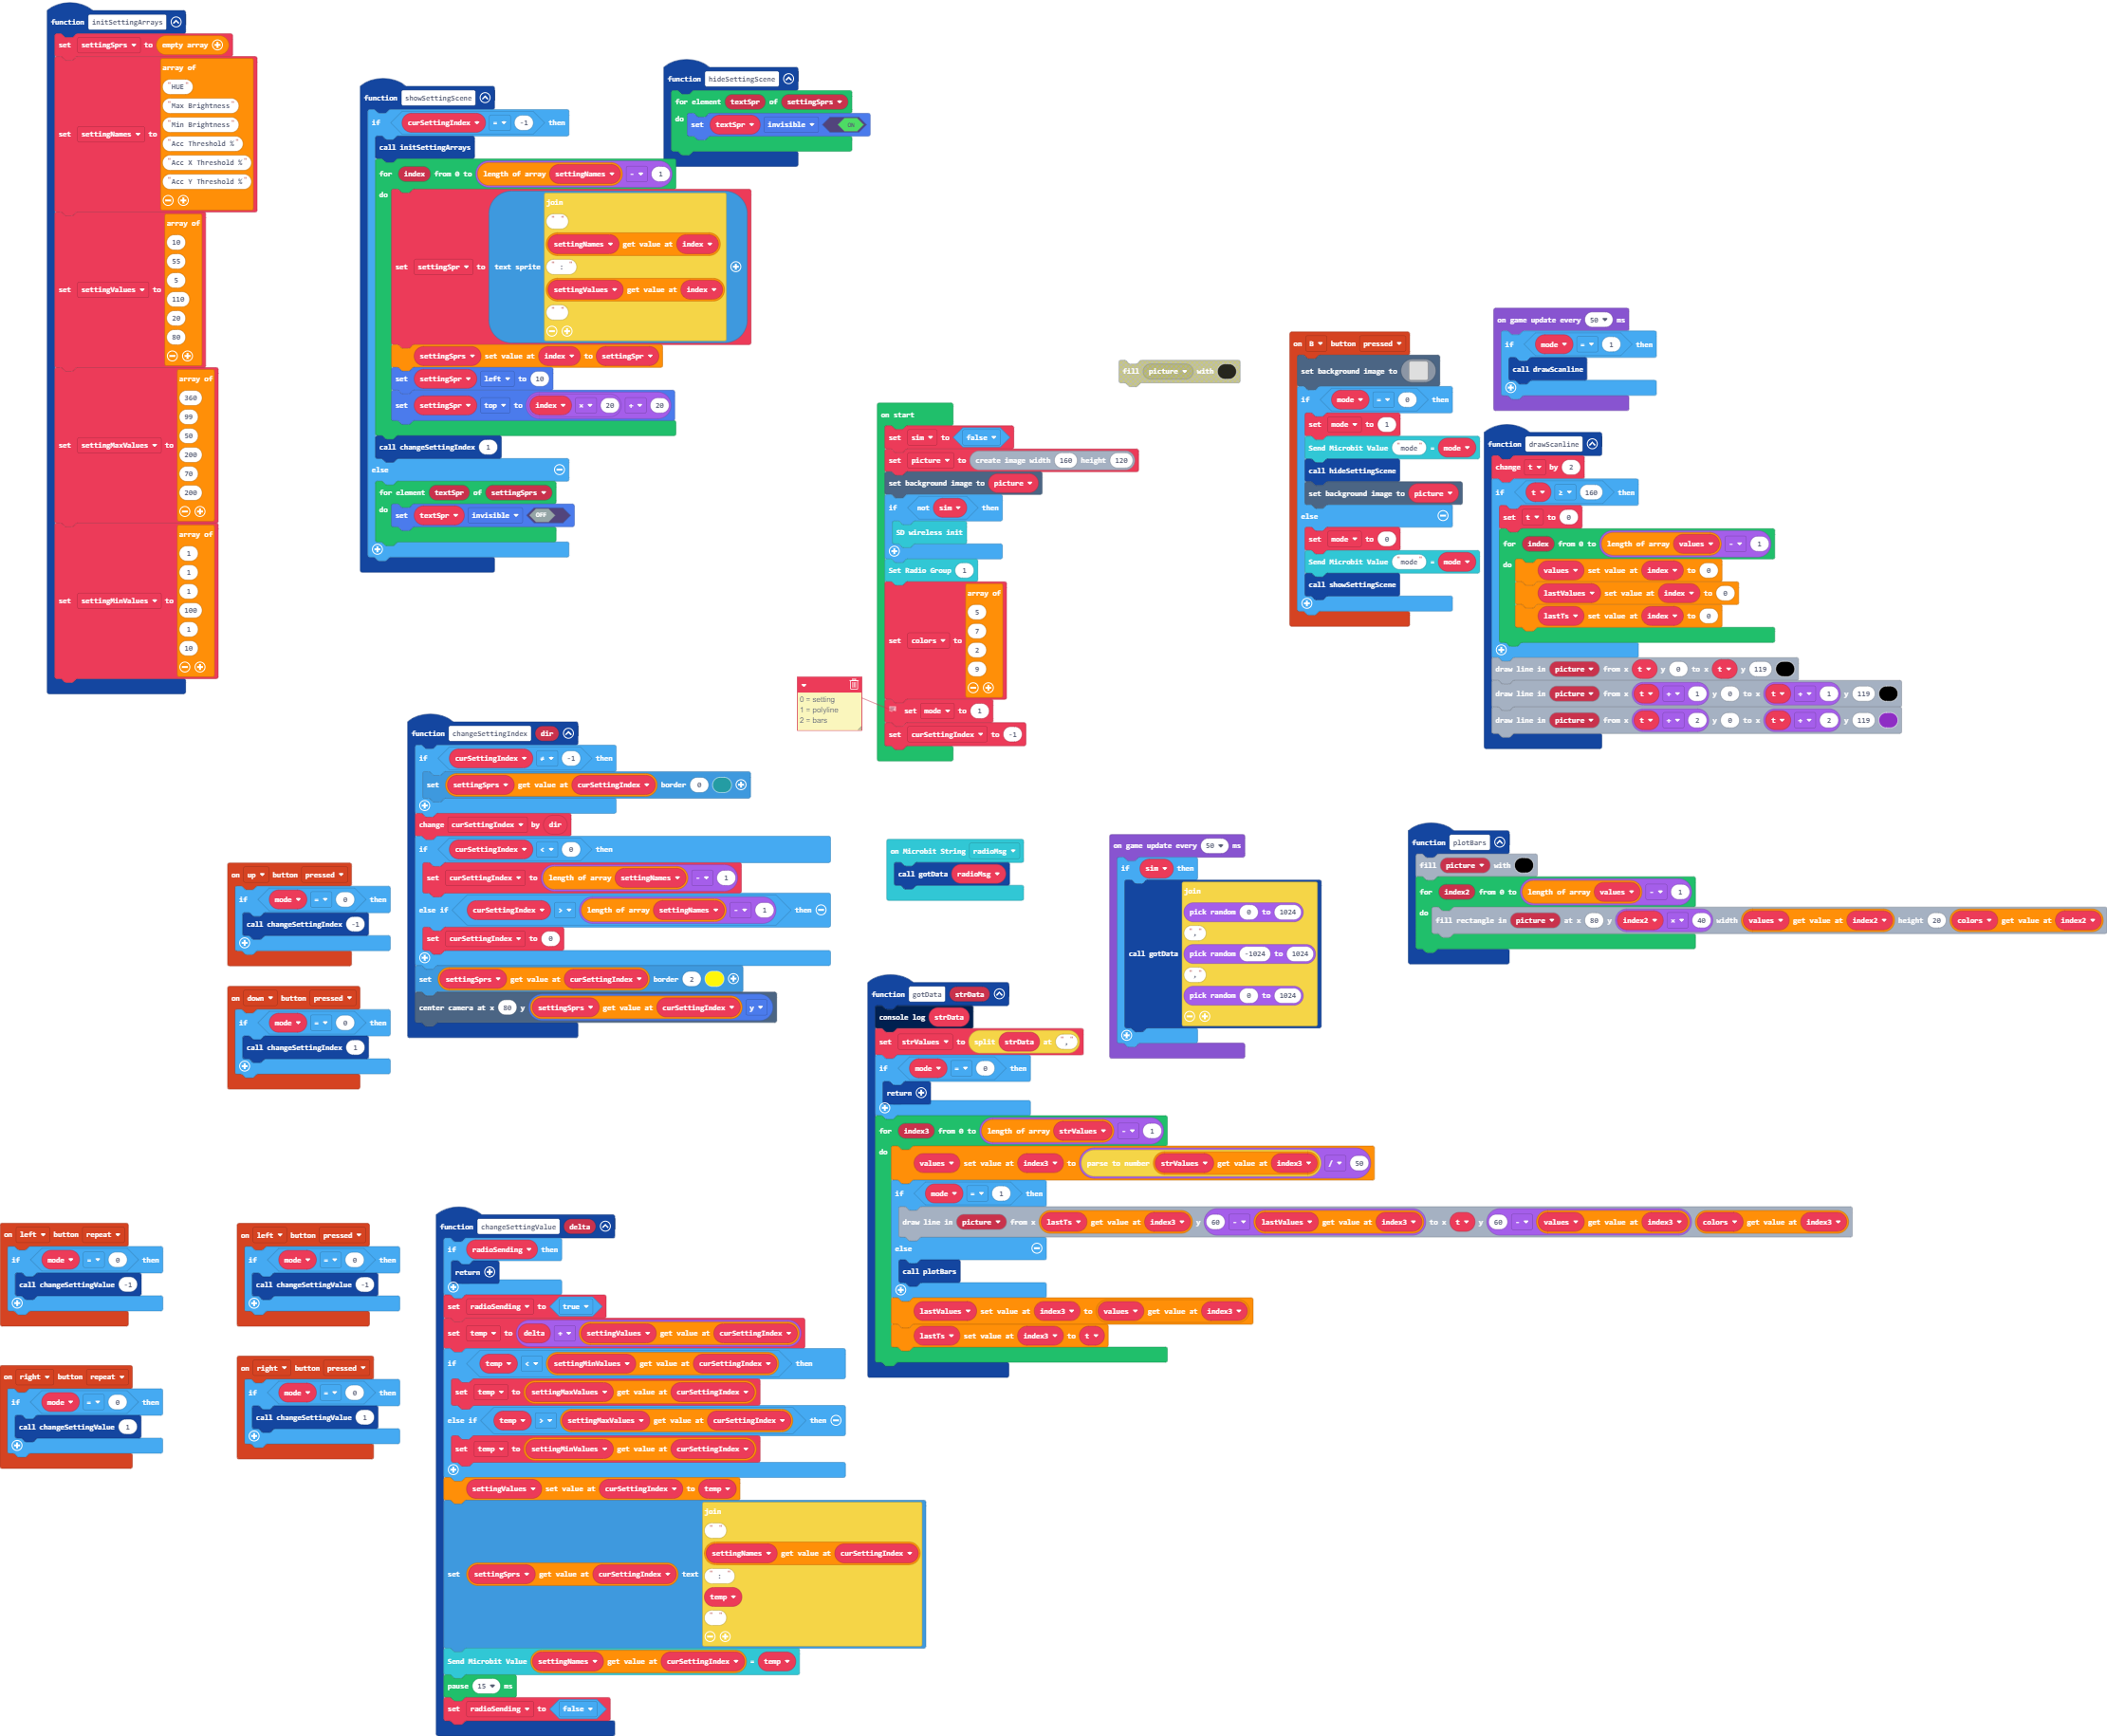 function initSettingArrays
set settingSprs to empty array
set settingNames to array of
"HUE"
"Max Brightness"
"Min Brightness"
"Acc Threshold %"
"Acc X Threshold %"
"Acc Y Threshold %"
set settingValues to array of
10
55
5
110
20
80
set settingMaxValues to array of
360
99
50
200
70
200
set settingMinValues to array of
1
1
1
100
1
10
function showSettingScene
if curSettingIndex = -1 then
call initSettingArrays
for index from 0 to length of array settingNames - 1
do
set settingSpr to text sprite join
" "
settingNames get value at index
" : "
settingValues get value at index
" "
settingSprs set value at index to settingSpr
set settingSpr left to 10
set settingSpr top to index × 20 + 20
call changeSettingIndex 1
else
for element textSpr of settingSprs
do set textSpr invisible OFF
function hideSettingScene
for element textSpr of settingSprs
do set textSpr invisible ON
fill picture with
on start
set sim to false
set picture to create image width 160 height 120
set background image to picture
if not sim then
SD wireless init
Set Radio Group 1
set colors to array of
5
7
2
9
set mode to 1
set curSettingIndex to -1
0 = setting
1 = polyline
2 = bars
on B button pressed
set background image to
if mode = 0 then
set mode to 1
Send Microbit Value "mode" = mode
call hideSettingScene
set background image to picture
else
set mode to 0
Send Microbit Value "mode" = mode
call showSettingScene
on game update every 50 ms
if mode = 1 then
call drawScanline
function drawScanline
change t by 2
if t ≥ 160 then
set t to 0
for index from 0 to length of array values - 1
do values set value at index to 0
lastValues set value at index to 0
lastTs set value at index to 0
draw line in picture from x t y 0 to x t y 119
draw line in picture from x t + 1 y 0 to x t + 1 y 119
draw line in picture from x t + 2 y 0 to x t + 2 y 119
function changeSettingIndex dir
if curSettingIndex ≠ -1 then
set settingSprs get value at curSettingIndex border 0
change curSettingIndex by dir
if curSettingIndex < 0 then
set curSettingIndex to length of array settingNames - 1
else if curSettingIndex > length of array settingNames - 1 then
set curSettingIndex to 0
set settingSprs get value at curSettingIndex border 2
center camera at x 80 y settingSprs get value at curSettingIndex y
on up button pressed
if mode = 0 then
call changeSettingIndex -1
on down button pressed
if mode = 0 then
call changeSettingIndex 1
on Microbit String radioMsg
call gotData radioMsg
on game update every 50 ms
if sim then
call gotData join
pick random 0 to 1024
","
pick random -1024 to 1024
","
pick random 0 to 1024
function plotBars
fill picture with
for index2 from 0 to length of array values - 1
do fill rectangle in picture at x 80 y index2 × 40 width values get value at index2 height 20 colors get value at index2
function gotData strData
console log strData
set strValues to split strData at ","
if mode = 0 then
return
for index3 from 0 to length of array strValues - 1
do
values set value at index3 to parse to number strValues get value at index3 / 50
if mode = 1 then
draw line in picture from x lastTs get value at index3 y 60 - lastValues get value at index3 to x t y 60 - values get value at index3 colors get value at index3
else
call plotBars
lastValues set value at index3 to values get value at index3
lastTs set value at index3 to t
on left button repeat
if mode = 0 then
call changeSettingValue -1
on left button pressed
if mode = 0 then
call changeSettingValue -1
on right button repeat
if mode = 0 then
call changeSettingValue 1
on right button pressed
if mode = 0 then
call changeSettingValue 1
function changeSettingValue delta
if radioSending then
return
set radioSending to true
set temp to delta + settingValues get value at curSettingIndex
if temp < settingMinValues get value at curSettingIndex then
set temp to settingMaxValues get value at curSettingIndex
else if temp > settingMaxValues get value at curSettingIndex then
set temp to settingMinValues get value at curSettingIndex
settingValues set value at curSettingIndex to temp
set settingSprs get value at curSettingIndex text join
" "
settingNames get value at curSettingIndex
" : "
temp
" "
Send Microbit Value settingNames get value at curSettingIndex = temp
pause 15 ms
set radioSending to false